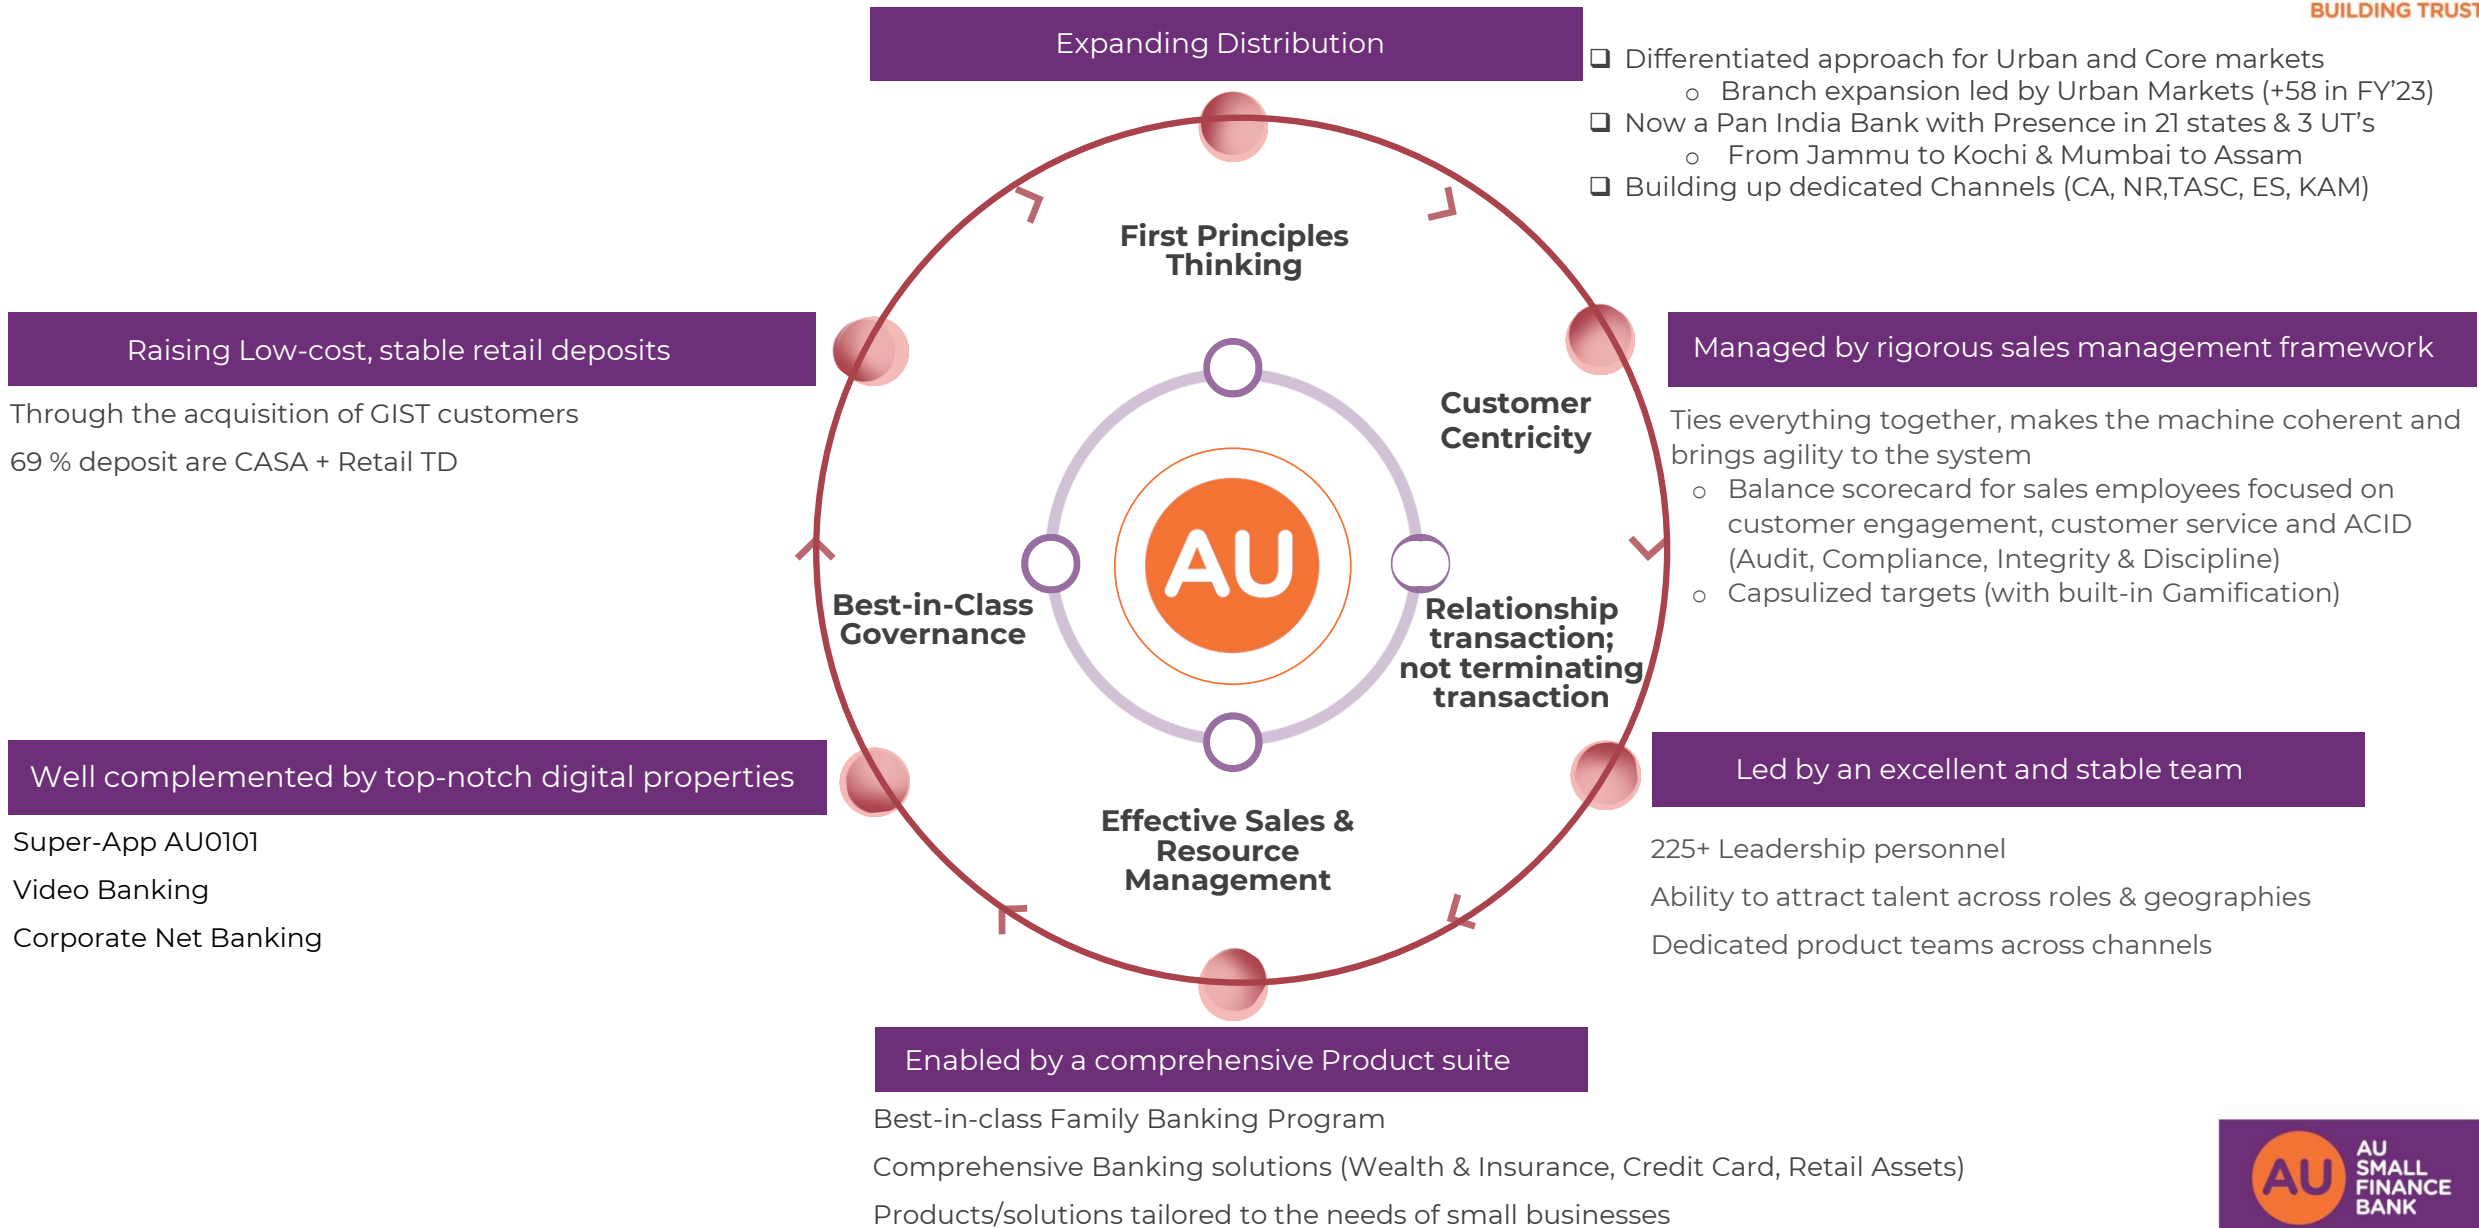 BUILDING TRUST
Expanding Distribution
❑ Differentiated approach for Urban and Core markets
o Branch expansion led by Urban Markets (+58 in FY’23)
❑ Now a Pan India Bank with Presence in 21 states & 3 UT’s
o From Jammu to Kochi & Mumbai to Assam
❑ Building up dedicated Channels (CA, NR,TASC, ES, KAM)
First Principles
Thinking
Raising Low-cost, stable retail deposits
Through the acquisition of GIST customers
69 % deposit are CASA + Retail TD
Managed by rigorous sales management framework
Ties everything together, makes the machine coherent and
brings agility to the system
o Balance scorecard for sales employees focused on
customer engagement, customer service and ACID
(Audit, Compliance, Integrity & Discipline)
o Capsulized targets (with built-in Gamification)
Customer
Centricity
AU
Best-in-Class
Governance
Relationship
transaction;
not terminating
transaction
Effective Sales &
Resource
Management
Well complemented by top-notch digital properties
Super-App AU0101
Video Banking
Corporate Net Banking
Led by an excellent and stable team
225+ Leadership personnel
Ability to attract talent across roles & geographies
Dedicated product teams across channels
Enabled by a comprehensive Product suite
Best-in-class Family Banking Program
Comprehensive Banking solutions (Wealth & Insurance, Credit Card, Retail Assets)
Products/solutions tailored to the needs of small businesses
AU
AU
SMALL
FINANCE
BANK